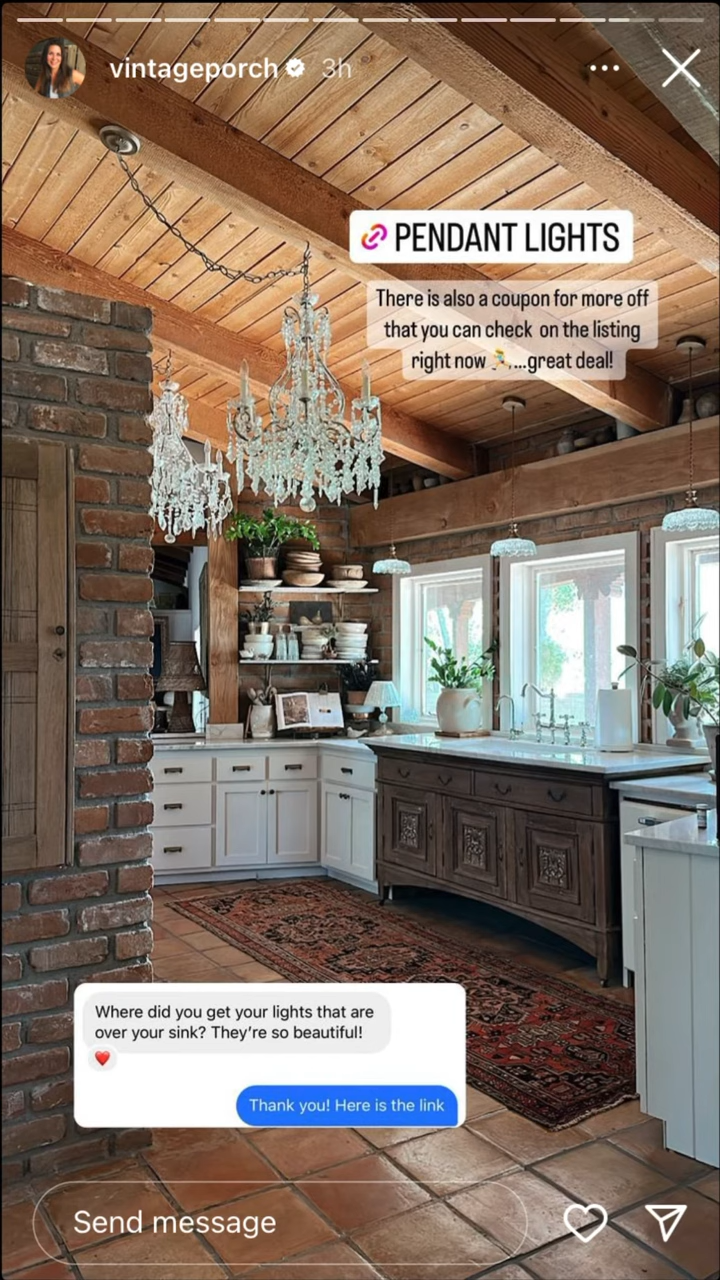 vintageporch 3h
PENDANT LIGHTS
There is also a coupon for more off
that you can check on the listing
right now 🏃‍♂️....great deal!
Where did you get your lights that are
over your sink? They’re so beautiful!
❤️
Thank you! Here is the link
Send message